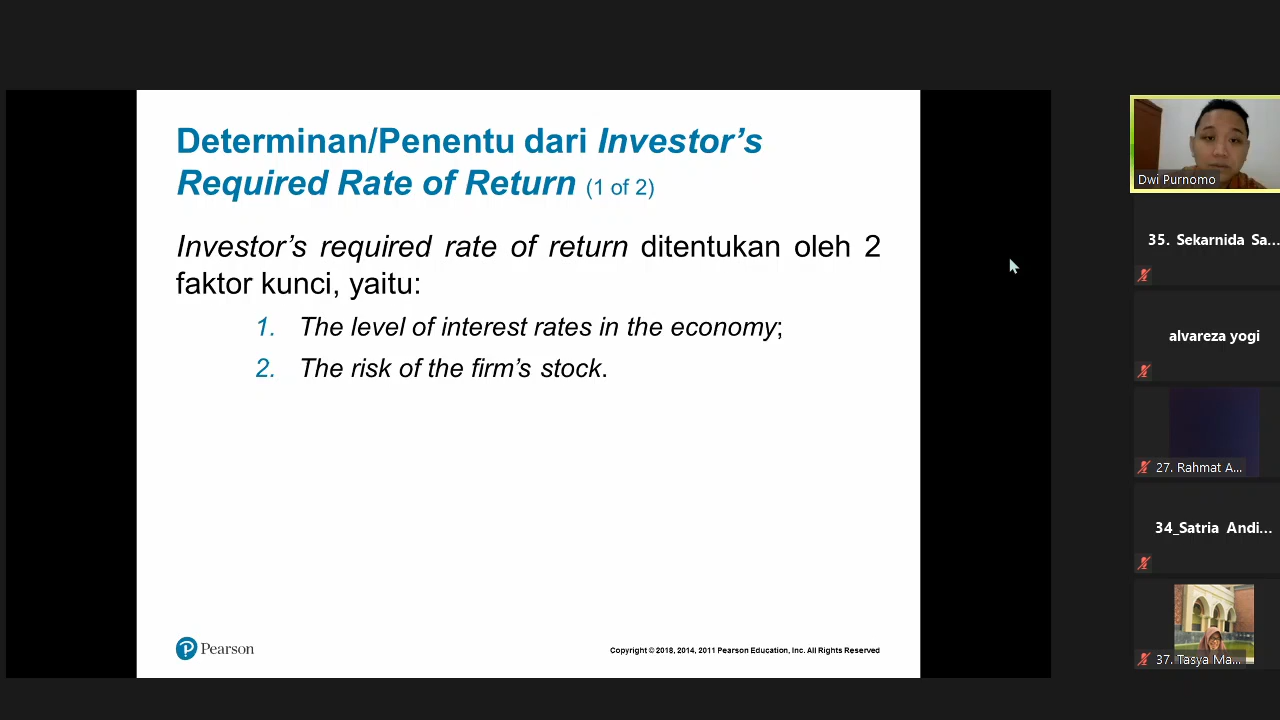 Determinan/Penentu dari Investor's
Required Rate of Return (1 of 2)
Investor's required rate of return ditentukan oleh 2
faktor kunci, yaitu:
1. The level of interest rates in the economy;
2. The risk of the firm's stock.
Pearson
Copyright © 2018, 2014, 2011 Pearson Education, Inc. All Rights Reserved
Dwi Purnomo
35. Sekarnida Sa...
alvareza yogi
27. Rahmat A...
34_Satria Andi...
37. Tasya Ma...